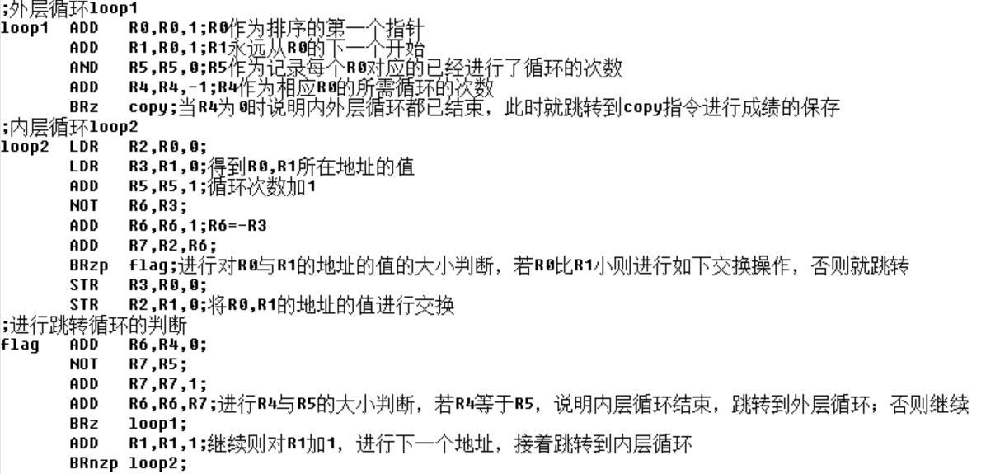 ;外层循环loop1
loop1 ADD R0,R0,1;R0作为排序的第一个指针
ADD R1,R0,1;R1永远从R0的下一个开始
AND R5,R5,0;R5作为记录每个R0对应的已经进行了循环的次数
ADD R4,R4,-1;R4作为相应R0的所需循环的次数
BRz copy;当R4为0时说明内外层循环都已结束，此时就跳转到copy指令进行成绩的保存
;内层循环loop2
loop2 LDR R2,R0,0;
LDR R3,R1,0;得到R0,R1所在地址的值
ADD R5,R5,1;循环次数加1
NOT R6,R3;
ADD R6,R6,1;R6=-R3
ADD R7,R2,R6;
BRzp flag;进行对R0与R1的地址的值的大小判断，若R0比R1小则进行如下交换操作，否则就跳转
STR R3,R0,0;
STR R2,R1,0;将R0,R1的地址的值进行交换
;进行跳转循环的判断
flag ADD R6,R4,0;
NOT R7,R5;
ADD R7,R7,1;
ADD R6,R6,R7;进行R4与R5的大小判断，若R4等于R5，说明内层循环结束，跳转到外层循环；否则继续
BRz loop1;
ADD R1,R1,1;继续则对R1加1，进行下一个地址，接着跳转到内层循环
BRnzp loop2;